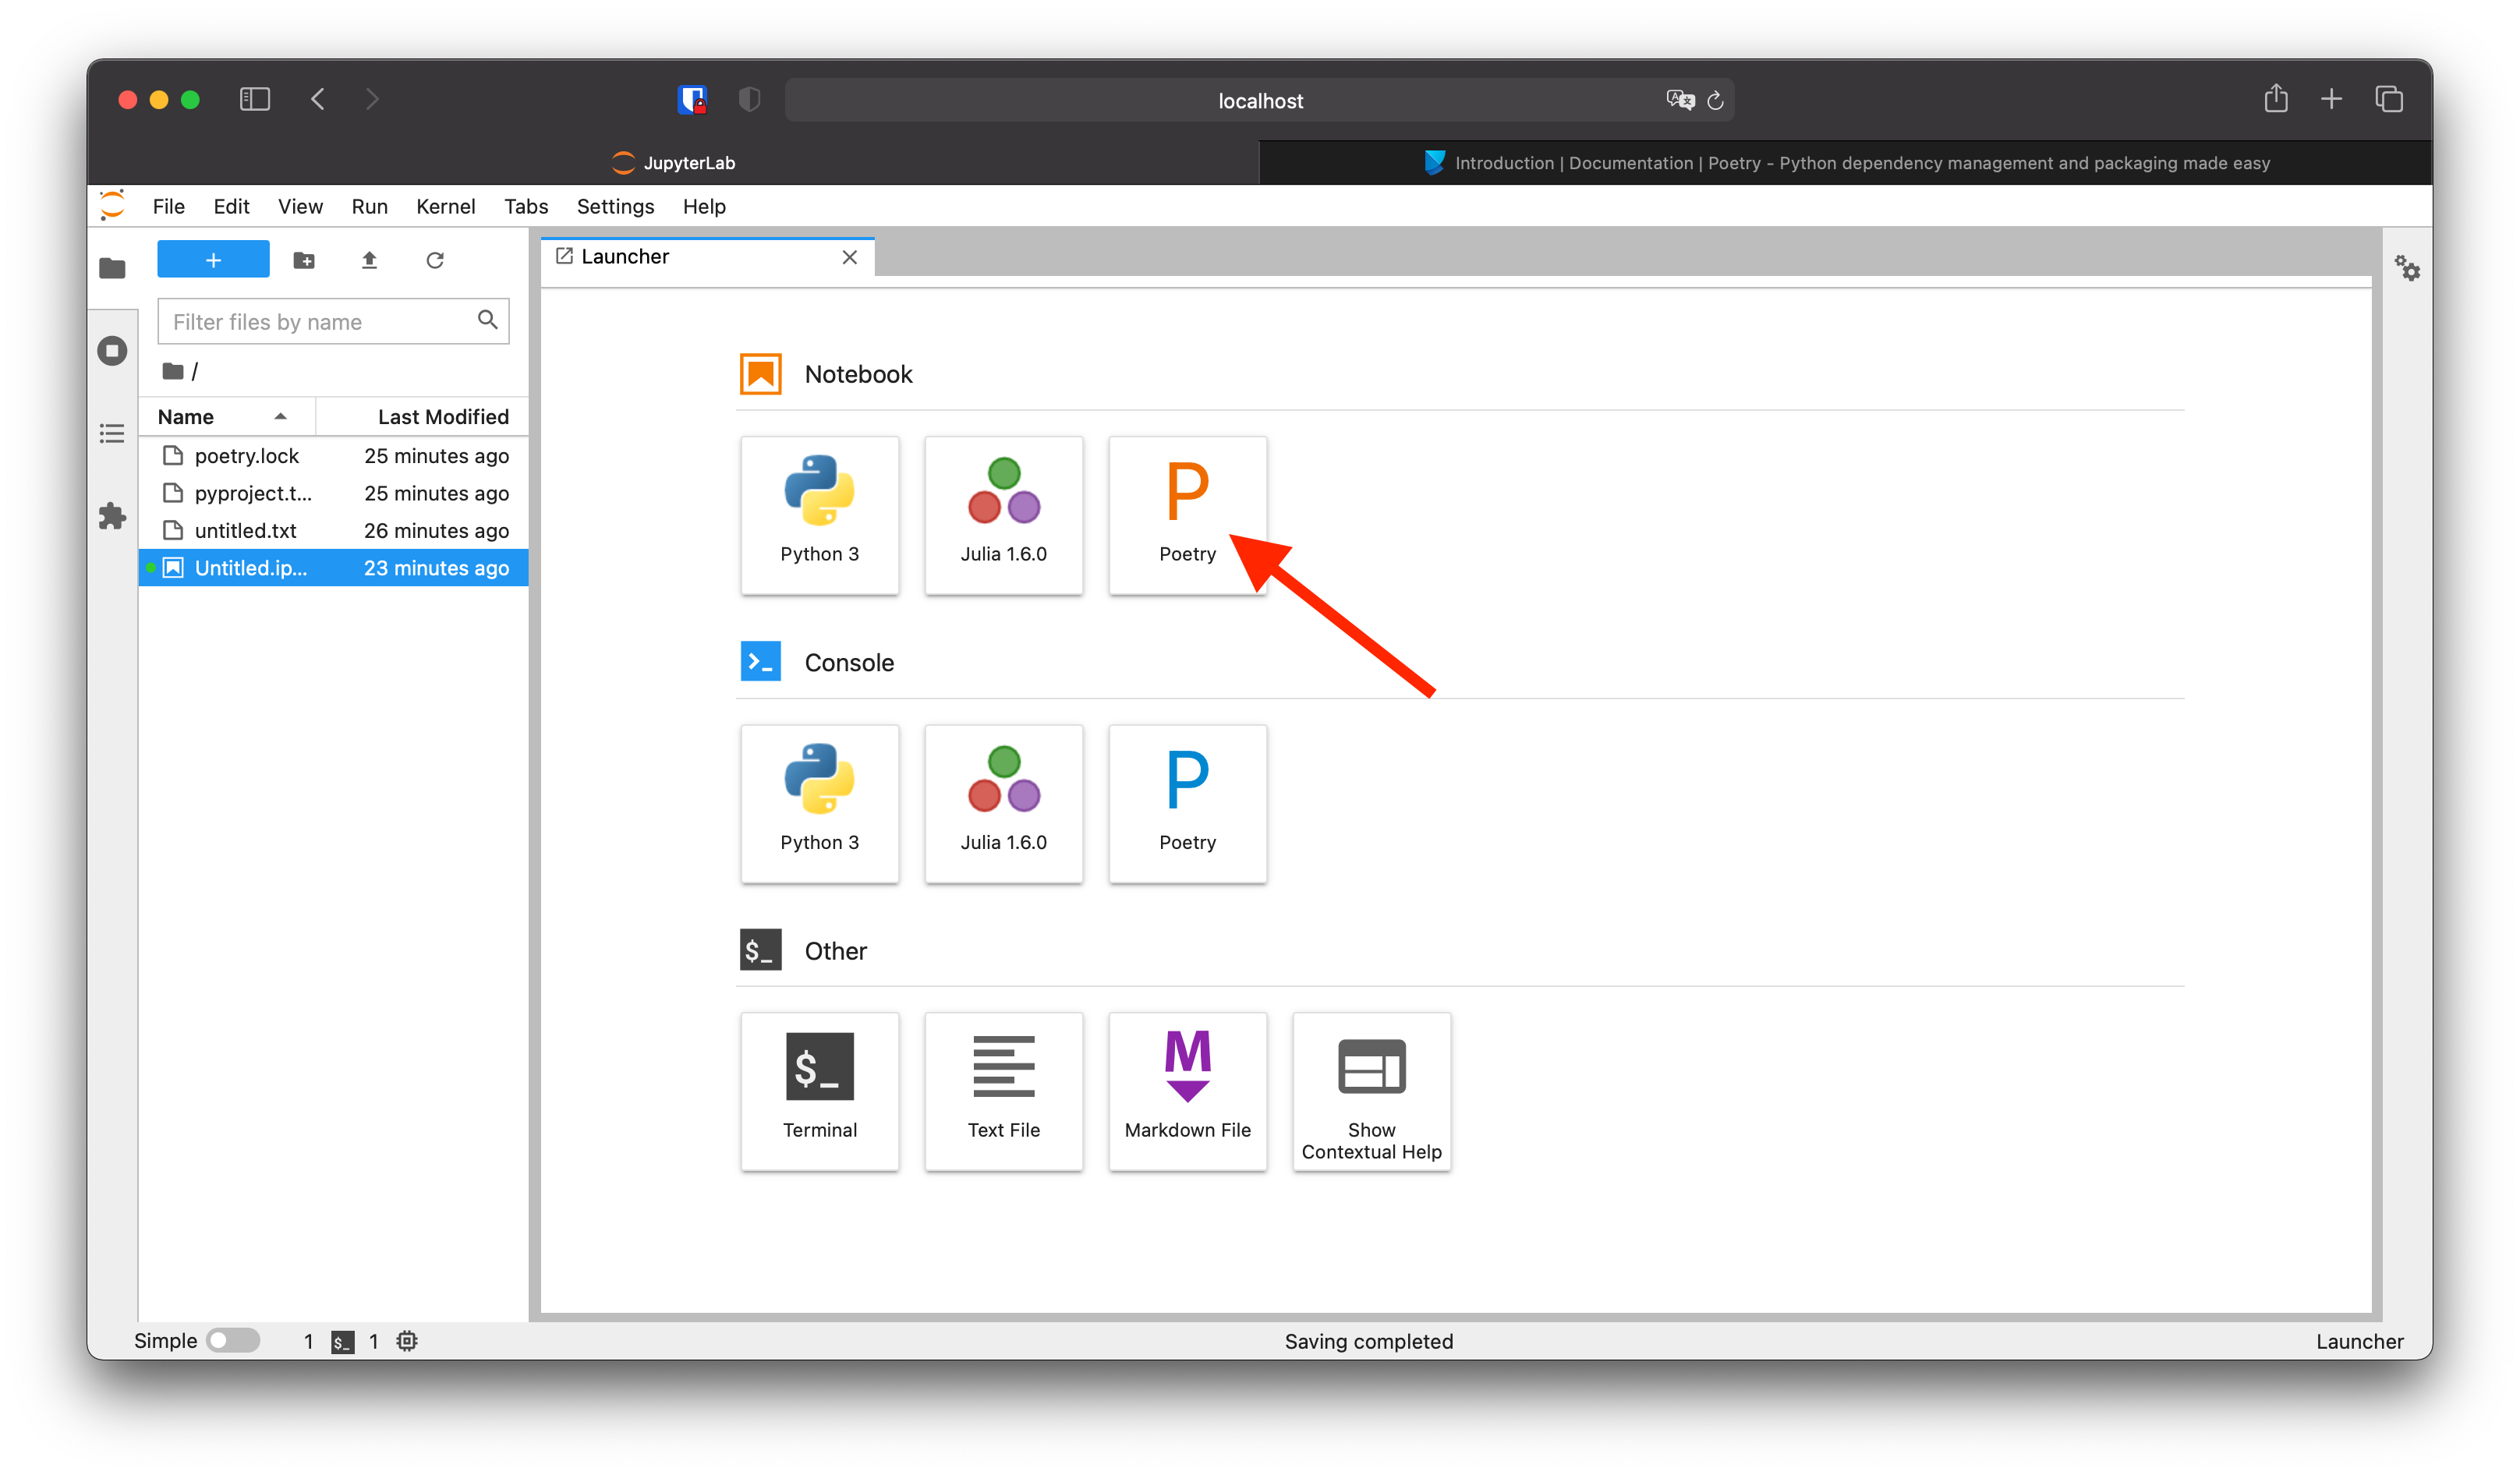 localhost
JupyterLab
Introduction | Documentation | Poetry - Python dependency management and packaging made easy
File Edit View Run Kernel Tabs Settings Help
+
Launcher
Filter files by name
/
Name Last Modified
poetry.lock 25 minutes ago
pyproject.t... 25 minutes ago
untitled.txt 26 minutes ago
Untitled.ip... 23 minutes ago
Notebook
P
Python 3 Julia 1.6.0 Poetry
Console
P
Python 3 Julia 1.6.0 Poetry
$_ Other
$_ M
Terminal Text File Markdown File Show
Contextual Help
Simple 1 $_ 1 Saving completed Launcher